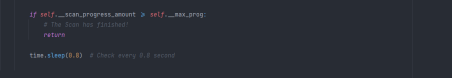 if self.__scan_progress_amount >= self.__max_prog:
# The Scan has finished!
return
time.sleep(0.8) # Check every 0.8 second